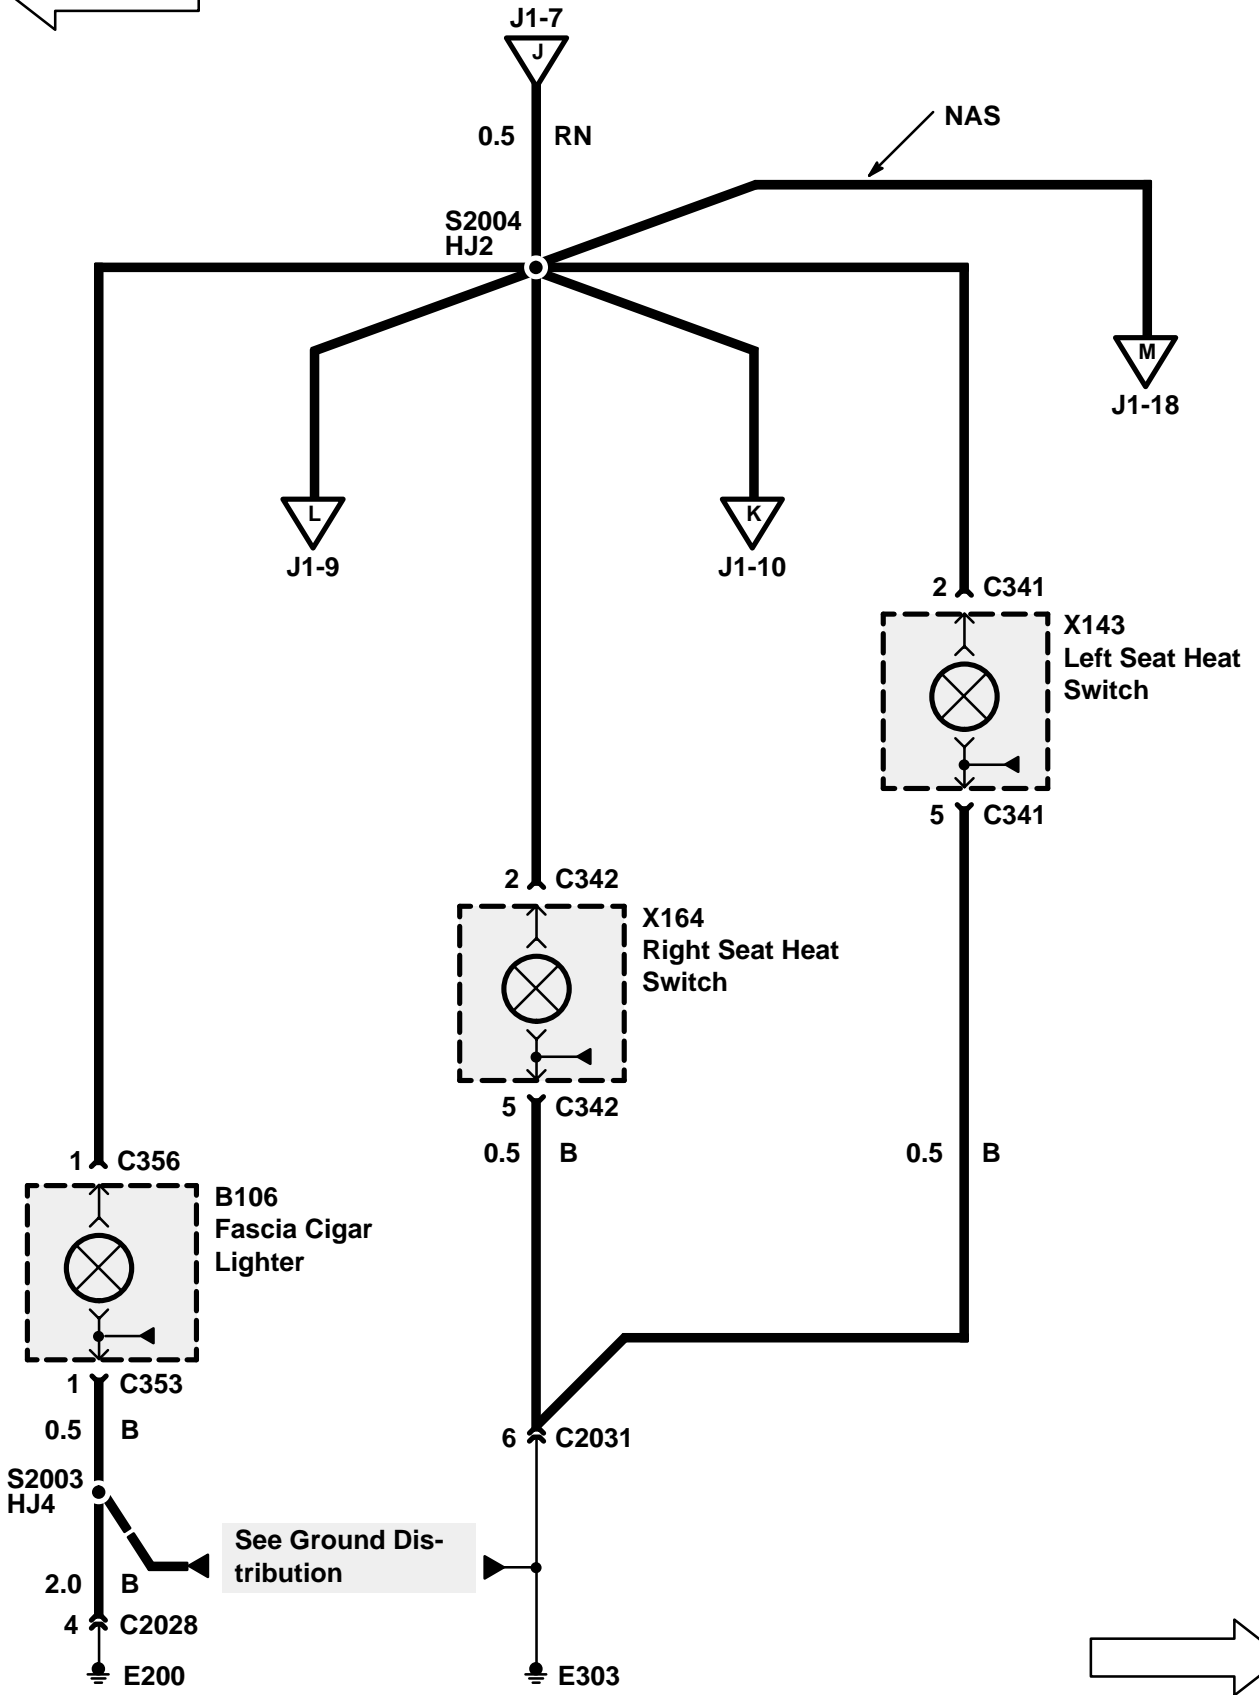 J1-7
J
0.5 RN
NAS
S2004
HJ2
M
J1-18
L
J1-9
K
J1-10
2 C341
X143
Left Seat Heat
Switch
5 C341
2 C342
X164
Right Seat Heat
Switch
5 C342
0.5 B
0.5 B
1 C356
B106
Fascia Cigar
Lighter
1 C353
0.5 B
6 C2031
S2003
HJ4
See Ground Dis-
tribution
2.0 B
4 C2028
E200
E303